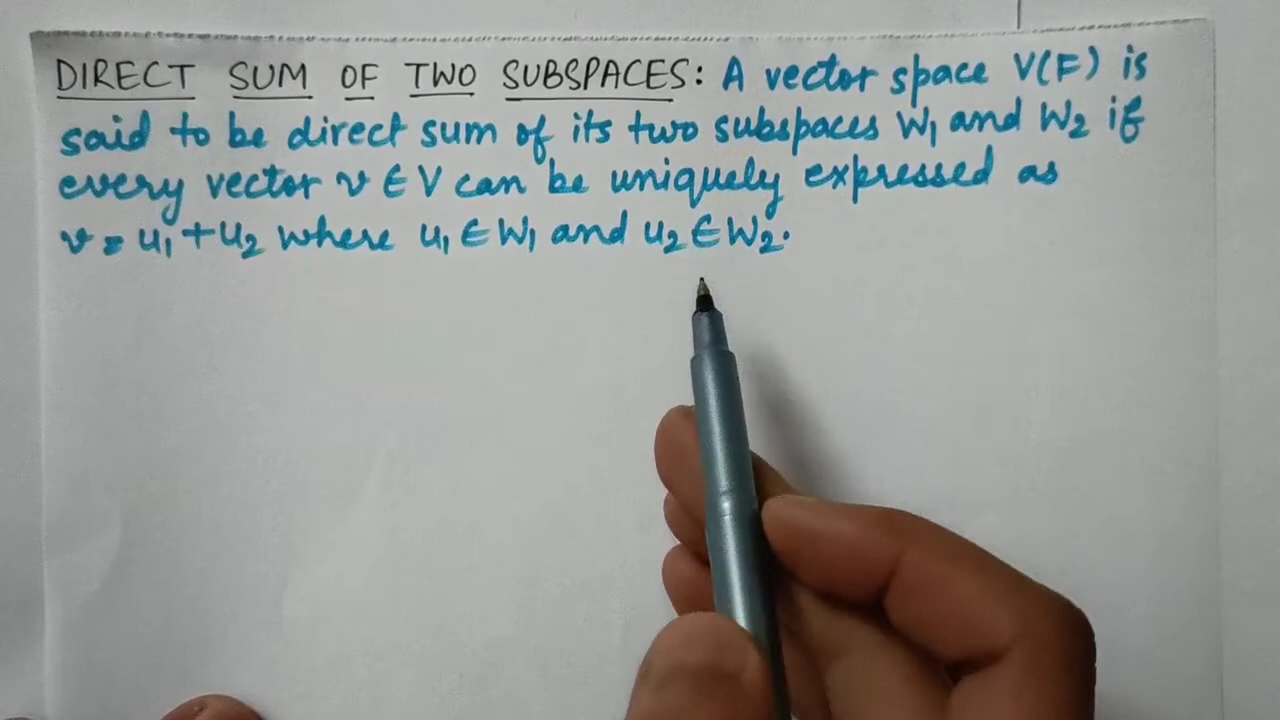 DIRECT SUM OF TWO SUBSPACES: A vector space V(F) is
said to be direct sum of its two subspaces W₁ and W₂ if
every vector v ∈ V can be uniquely expressed as
v = u₁ + u₂ where u₁ ∈ W₁ and u₂ ∈ W₂.